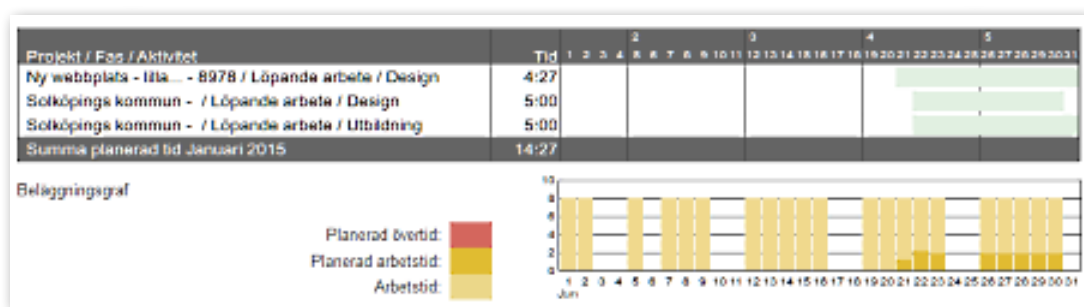 2 3 4 5
Projekt / Fas / Aktivitet Tid 1 2 3 4 5 6 7 8 9 10 11 12 13 14 15 16 17 18 19 20 21 22 23 24 25 26 27 28 29 30 31
Ny webbplats - lilla... - 8978 / Löpande arbete / Design 4:27
Solköpings kommun - / Löpande arbete / Design 5:00
Solköpings kommun - / Löpande arbete / Utbildning 5:00
Summa planerad tid Januari 2015 14:27
Beläggningsgraf
Planerad övertid:
Planerad arbetstid:
Arbetstid:
10
8
6
4
2
0
1 2 3 4 5 6 7 8 9 10 11 12 13 14 15 16 17 18 19 20 21 22 23 24 25 26 27 28 29 30 31
Jan